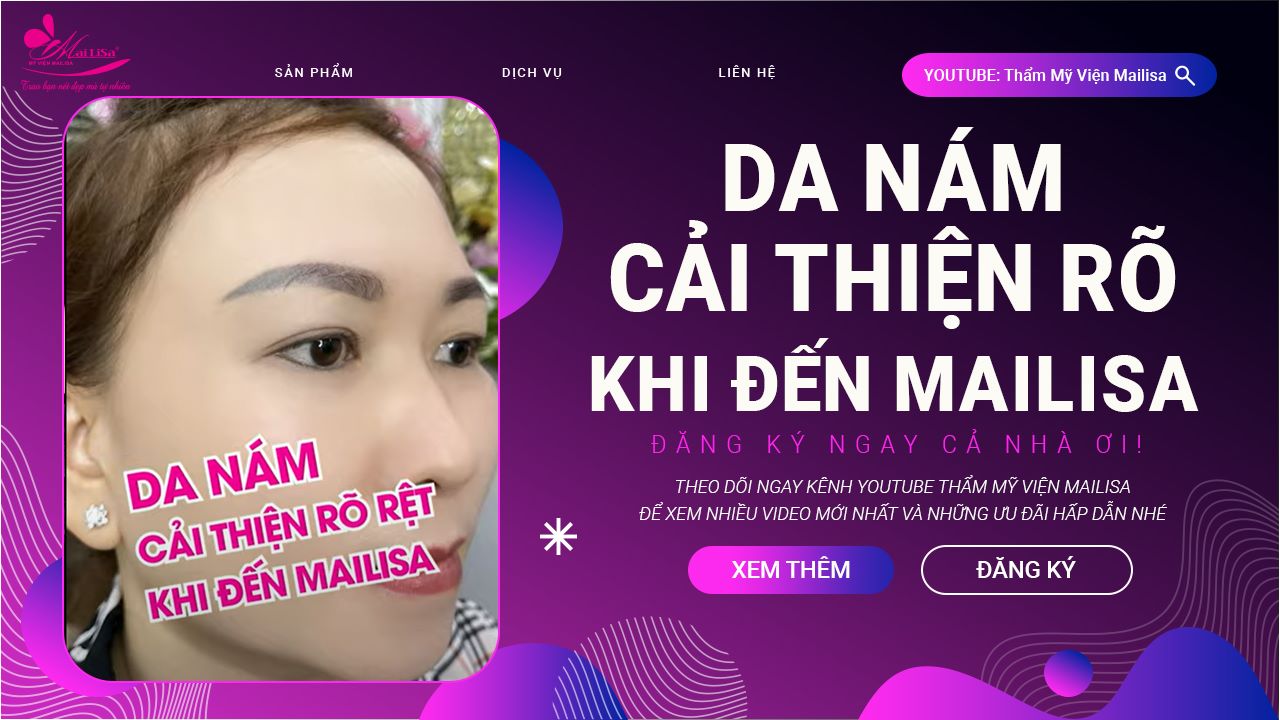 Mai LiSa®
MỸ VIỆN MAILISA
Trao bạn nét đẹp mà tự nhiên
SẢN PHẨM
DỊCH VỤ
LIÊN HỆ
YOUTUBE: Thẩm Mỹ Viện Mailisa
DA NÁM
CẢI THIỆN RÕ
KHI ĐẾN MAILISA
ĐĂNG KÝ NGAY CẢ NHÀ ƠI!
THEO DÕI NGAY KÊNH YOUTUBE THẨM MỸ VIỆN MAILISA
ĐỂ XEM NHIỀU VIDEO MỚI NHẤT VÀ NHỮNG ƯU ĐÃI HẤP DẪN NHÉ
XEM THÊM
ĐĂNG KÝ
DA NÁM
CẢI THIỆN RÕ RỆT
KHI ĐẾN MAILISA